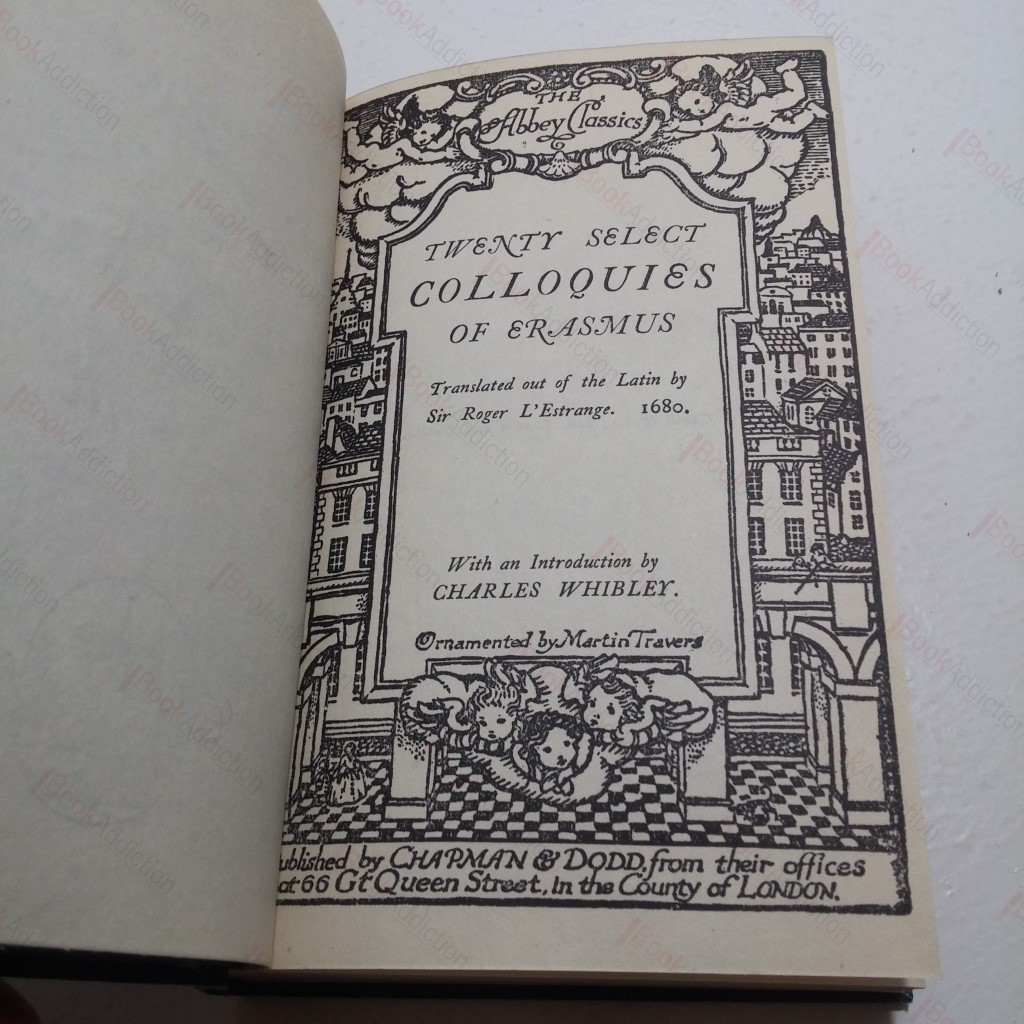 THE
Abbey Classics
TWENTY SELECT
COLLOQUIES
OF ERASMUS
Translated out of the Latin by
Sir Roger L'Estrange. 1680.
With an Introduction by
CHARLES WHIBLEY.
Ornamented by Martin Travers
ublished by CHAPMAN & DODD, from their offices
at 66 Gt Queen Street, in the County of LONDON.